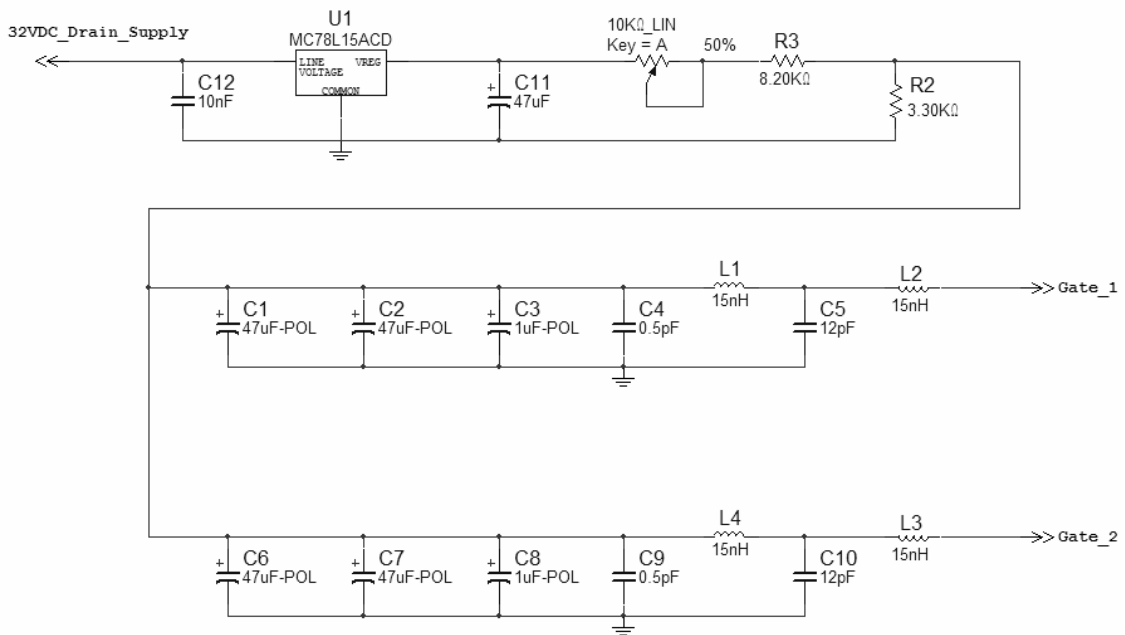 32VDC_Drain_Supply
U1
MC78L15ACD
LINE VREG
VOLTAGE
COMMON
C12
10nF
+
C11
47uF
10KΩ_LIN
Key = A
50%
R3
8.20KΩ
R2
3.30KΩ
+
C1
47uF-POL
+
C2
47uF-POL
+
C3
1uF-POL
C4
0.5pF
L1
15nH
C5
12pF
L2
15nH
Gate_1
+
C6
47uF-POL
+
C7
47uF-POL
+
C8
1uF-POL
C9
0.5pF
L4
15nH
C10
12pF
L3
15nH
Gate_2